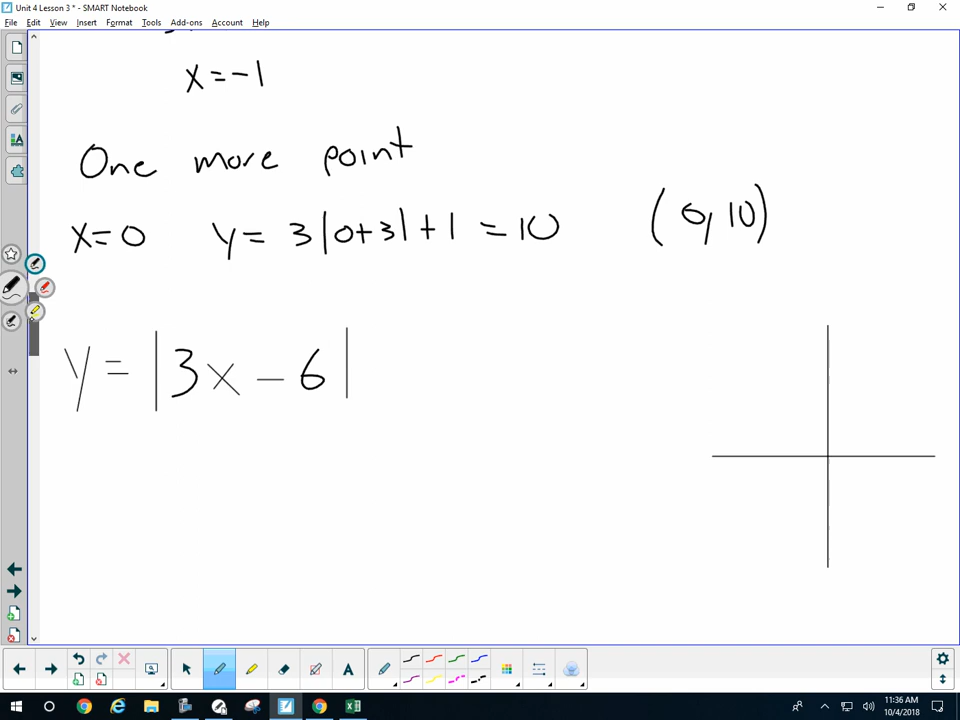 Unit 4 Lesson 3 * - SMART Notebook
File Edit View Insert Format Tools Add-ons Account Help
x = -1
One more point
x=0 y= 3|0+3|+1 =10 (0,10)
y = |3x - 6|
A
11:36 AM
10/4/2018